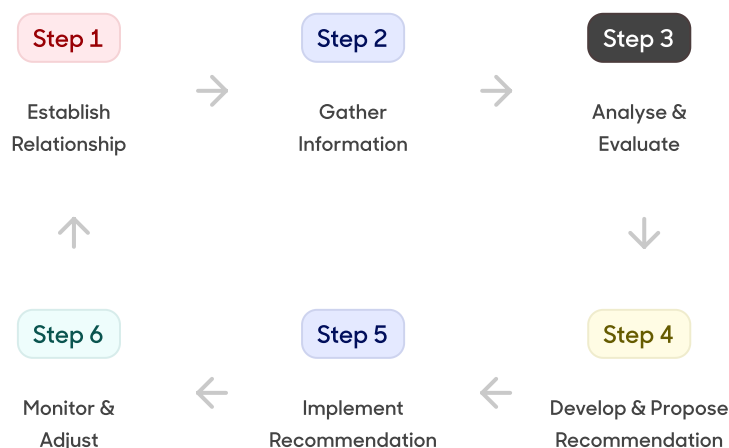 Step 1
Establish
Relationship
Step 2
Gather
Information
Step 3
Analyse &
Evaluate
Step 4
Develop & Propose
Recommendation
Step 5
Implement
Recommendation
Step 6
Monitor &
Adjust